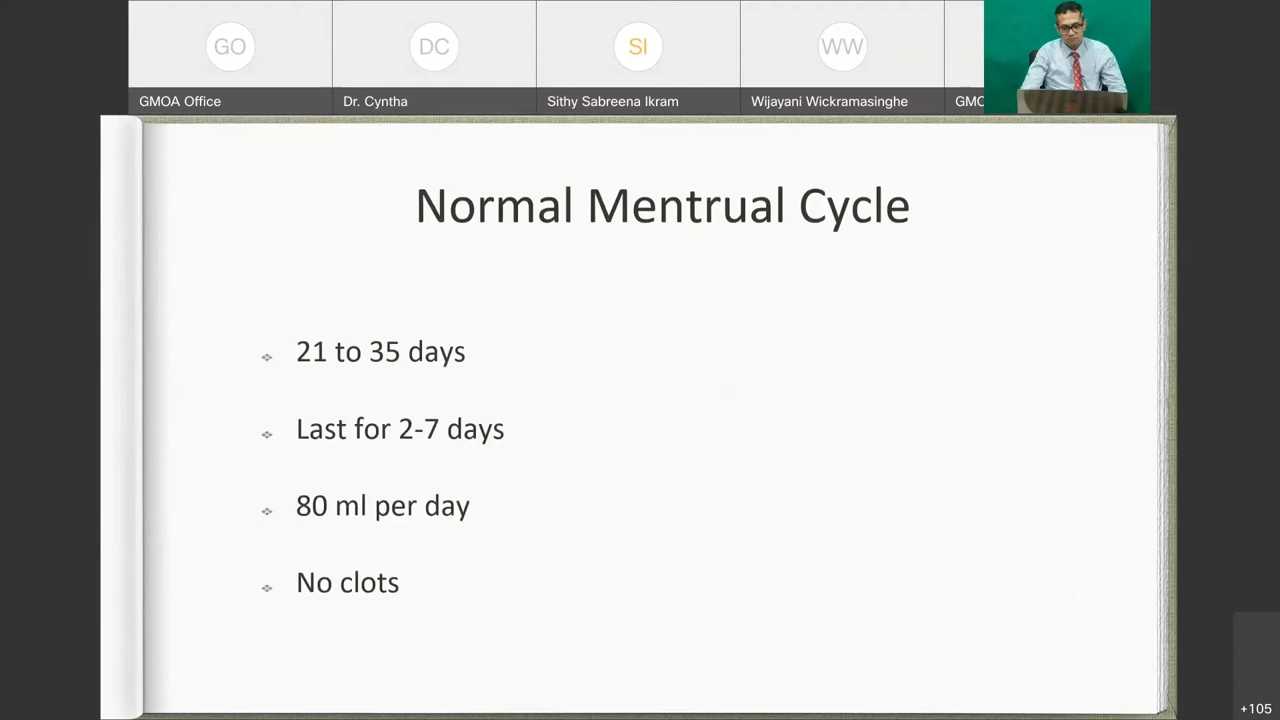 GO
DC
SI
WW
GMOA Office
Dr. Cyntha
Sithy Sabreena Ikram
Wijayani Wickramasinghe
GMO
Normal Mentrual Cycle
21 to 35 days
Last for 2-7 days
80 ml per day
No clots
+105